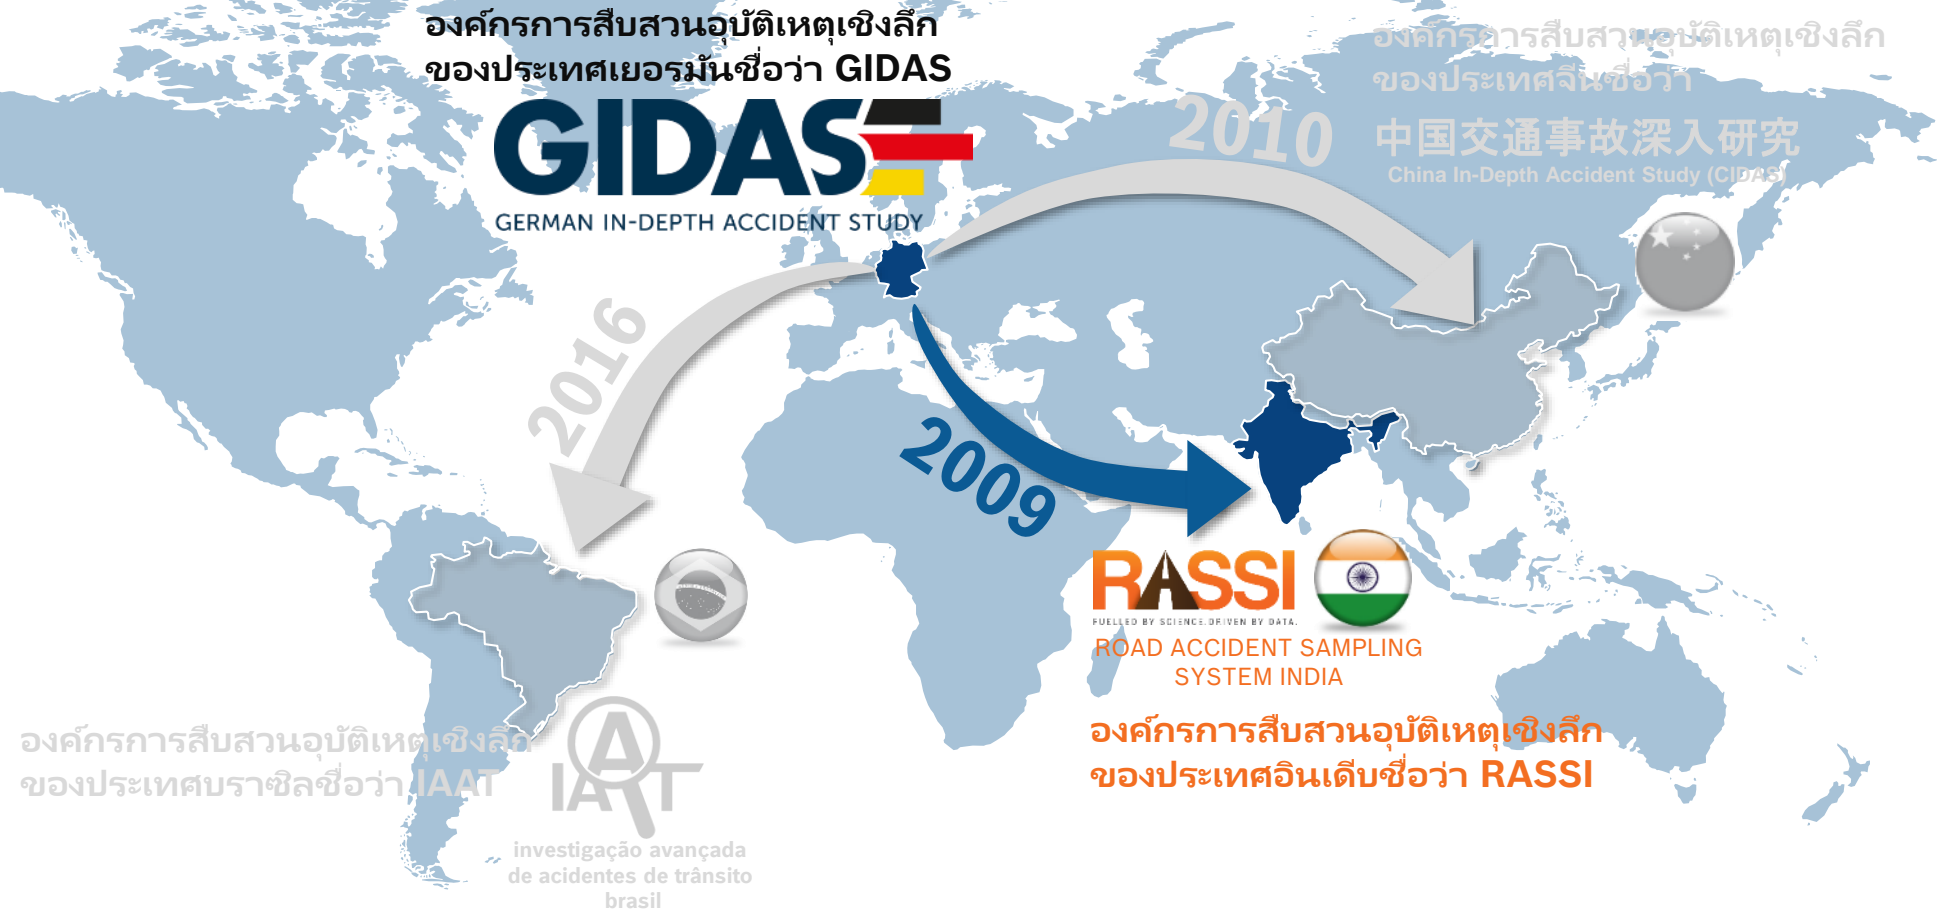 องค์กรการสืบสวนอุบัติเหตุเชิงลึก
ของประเทศเยอรมันชื่อว่า GIDAS
GIDAS
GERMAN IN-DEPTH ACCIDENT STUDY
องค์กรการสืบสวนอุบัติเหตุเชิงลึก
ของประเทศจีนชื่อว่า
中国交通事故深入研究
China In-Depth Accident Study (CIDAS)
2010
2016
2009
RASSI
FUELLED BY SCIENCE. DRIVEN BY DATA.
ROAD ACCIDENT SAMPLING
SYSTEM INDIA
องค์กรการสืบสวนอุบัติเหตุเชิงลึก
ของประเทศอินเดีบชื่อว่า RASSI
องค์กรการสืบสวนอุบัติเหตุเชิงลึก
ของประเทศบราซิลชื่อว่า IAAT
IAAT
investigação avançada
de acidentes de trânsito
brasil